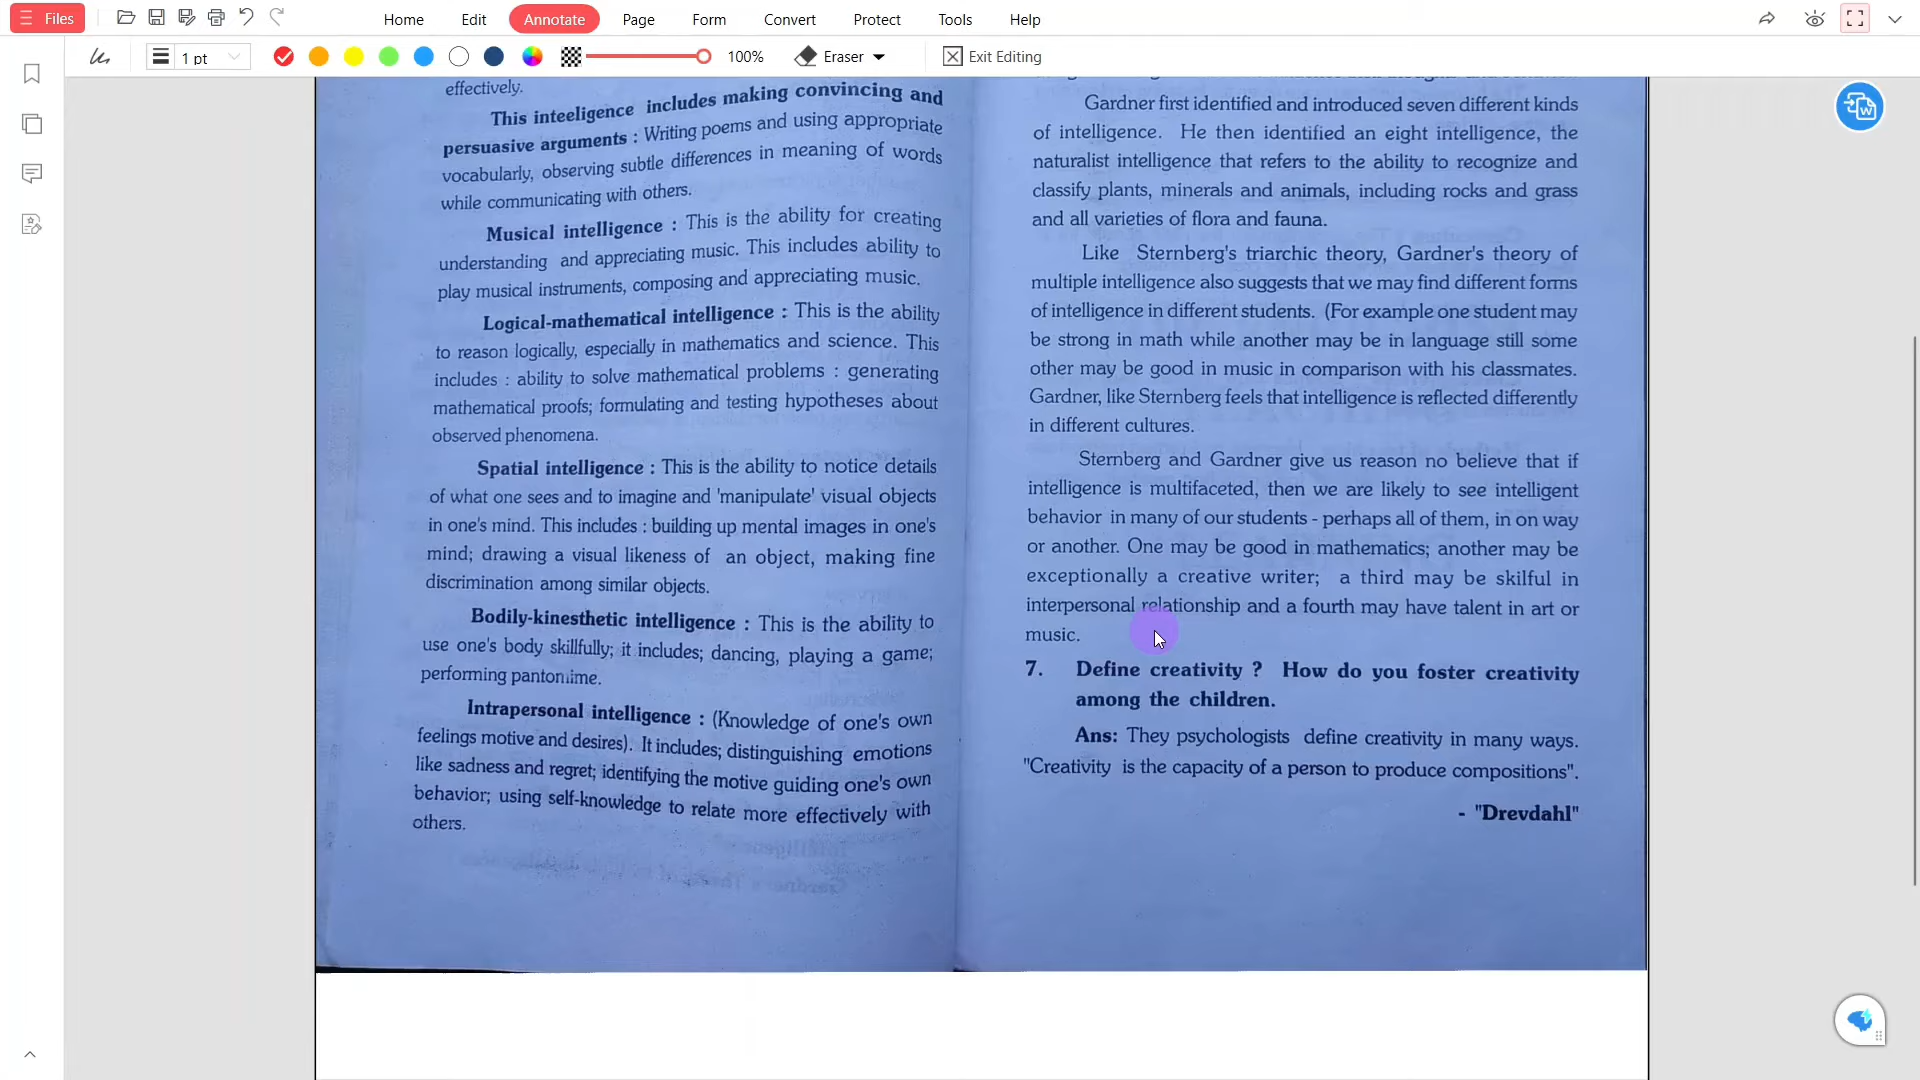 Files
Home
Edit
Annotate
Page
Form
Convert
Protect
Tools
Help
1 pt
100%
Eraser
Exit Editing
effectively.
This inteeligence includes making convincing and
persuasive arguments : Writing poems and using appropriate
vocabularly, observing subtle differences in meaning of words
while communicating with others.
Musical intelligence : This is the ability for creating
understanding and appreciating music. This includes ability to
play musical instruments, composing and appreciating music.
Logical-mathematical intelligence : This is the ability
to reason logically, especially in mathematics and science. This
includes : ability to solve mathematical problems : generating
mathematical proofs; formulating and testing hypotheses about
observed phenomena.
Spatial intelligence : This is the ability to notice details
of what one sees and to imagine and 'manipulate' visual objects
in one's mind. This includes : building up mental images in one's
mind; drawing a visual likeness of an object, making fine
discrimination among similar objects.
Bodily-kinesthetic intelligence : This is the ability to
use one's body skillfully; it includes; dancing, playing a game;
performing pantomime.
Intrapersonal intelligence : (Knowledge of one's own
feelings motive and desires). It includes; distinguishing emotions
like sadness and regret; identifying the motive guiding one's own
behavior; using self-knowledge to relate more effectively with
others.
Gardner first identified and introduced seven different kinds
of intelligence. He then identified an eight intelligence, the
naturalist intelligence that refers to the ability to recognize and
classify plants, minerals and animals, including rocks and grass
and all varieties of flora and fauna.
Like Sternberg's triarchic theory, Gardner's theory of
multiple intelligence also suggests that we may find different forms
of intelligence in different students. (For example one student may
be strong in math while another may be in language still some
other may be good in music in comparison with his classmates.
Gardner, like Sternberg feels that intelligence is reflected differently
in different cultures.
Sternberg and Gardner give us reason no believe that if
intelligence is multifaceted, then we are likely to see intelligent
behavior in many of our students - perhaps all of them, in on way
or another. One may be good in mathematics; another may be
exceptionally a creative writer; a third may be skilful in
interpersonal relationship and a fourth may have talent in art or
music.
7. Define creativity ? How do you foster creativity
among the children.
Ans: They psychologists define creativity in many ways.
"Creativity is the capacity of a person to produce compositions".
- "Drevdahl"